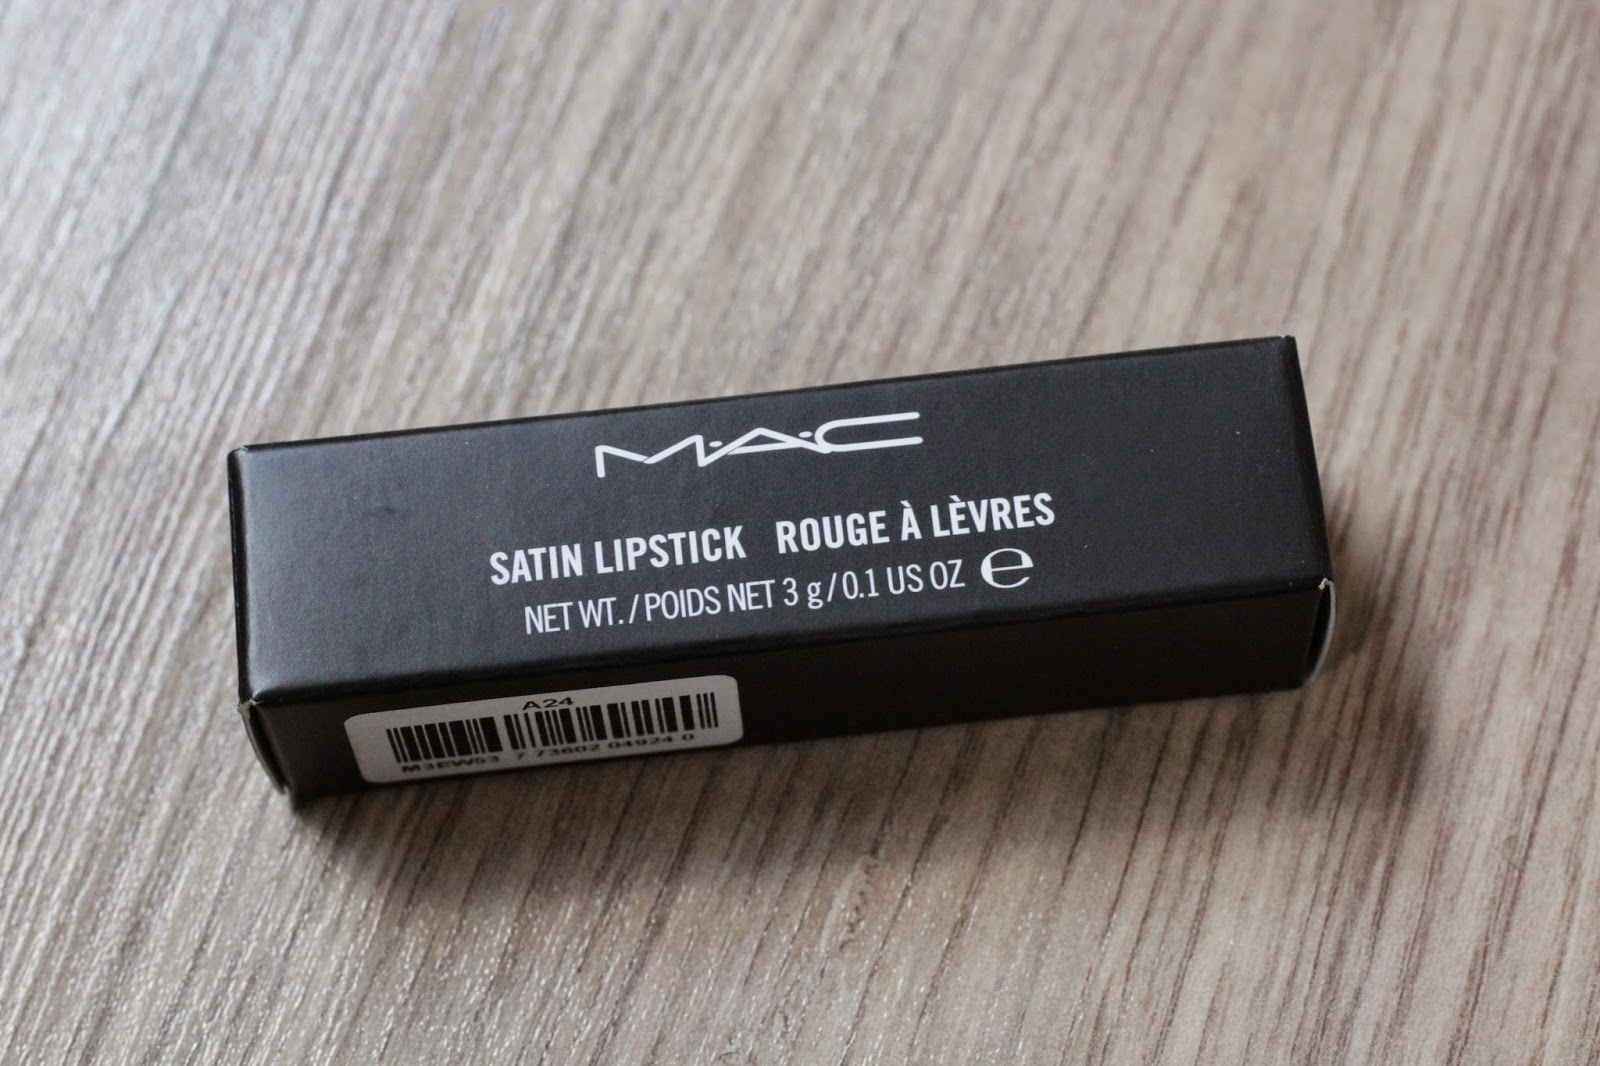 M·A·C
SATIN LIPSTICK ROUGE À LÈVRES
NET WT. / POIDS NET 3 g / 0.1 US OZ e
A24
M3EW53 7 73602 04924 0